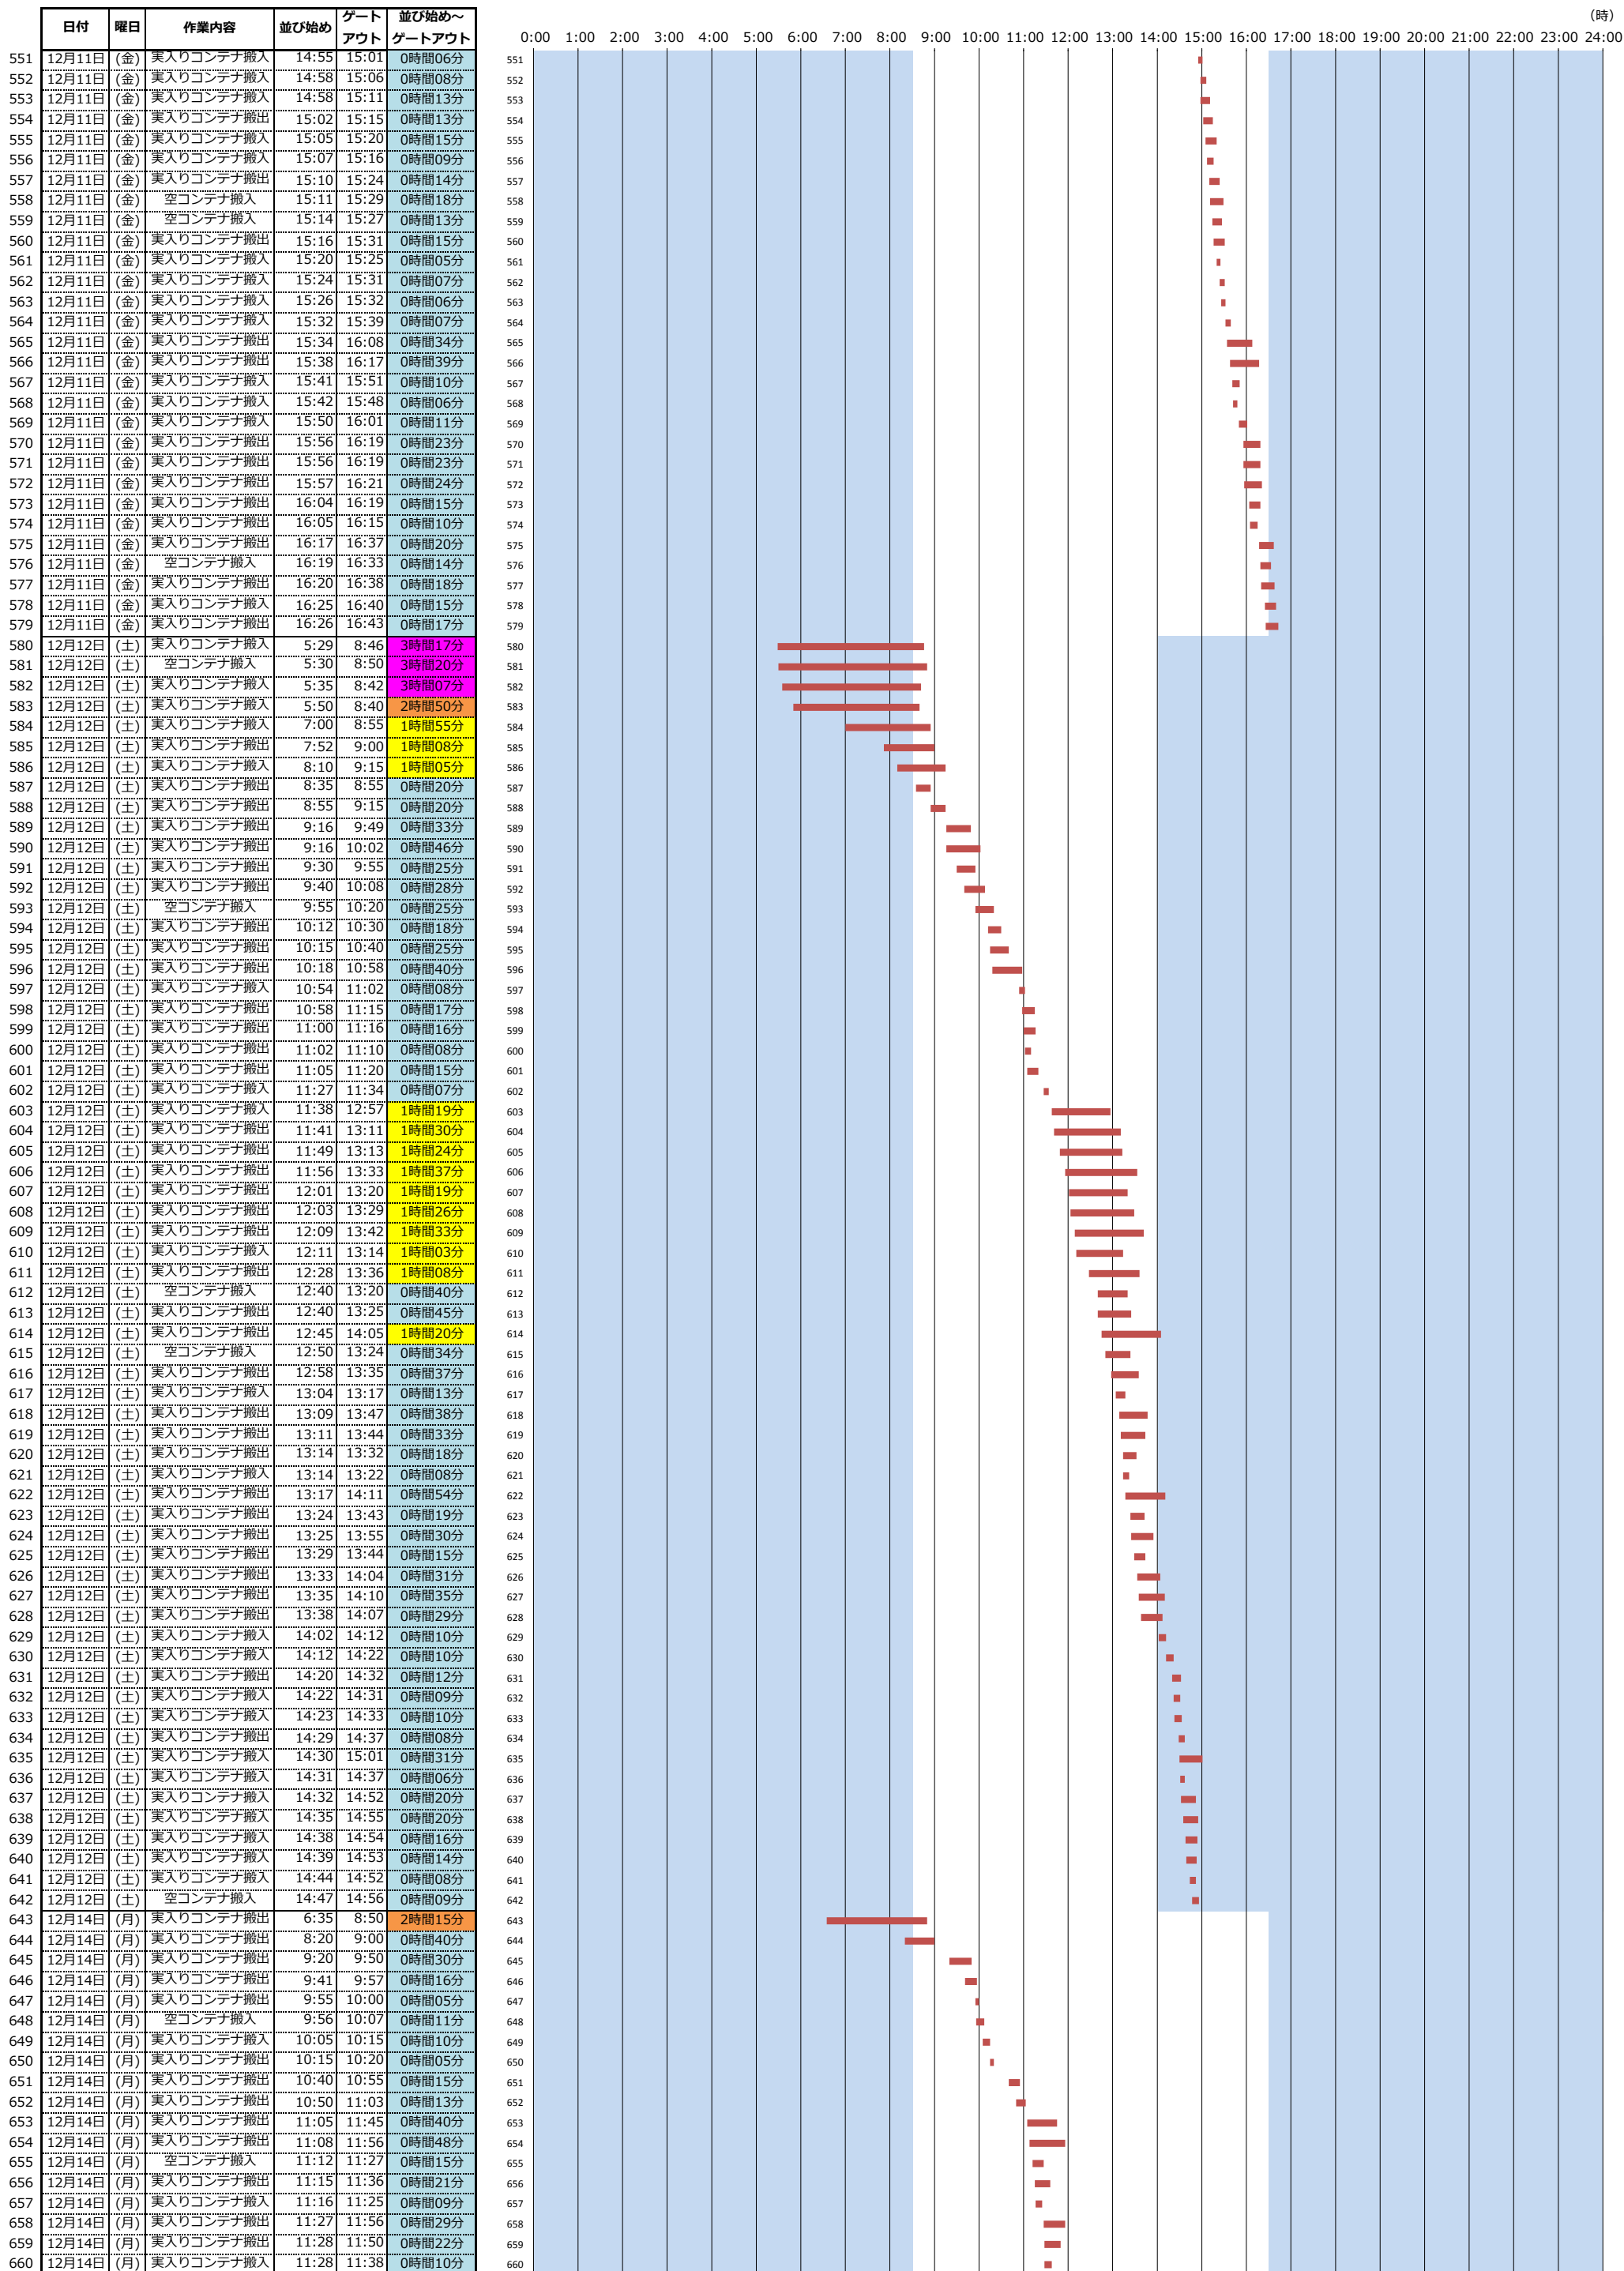 (時)
日付 曜日 作業内容 並び始め ゲートアウト 並び始め～ゲートアウト
0:00 1:00 2:00 3:00 4:00 5:00 6:00 7:00 8:00 9:00 10:00 11:00 12:00 13:00 14:00 15:00 16:00 17:00 18:00 19:00 20:00 21:00 22:00 23:00 24:00
551 12月11日 (金) 実入りコンテナ搬入 14:55 15:01 0時間06分 551
552 12月11日 (金) 実入りコンテナ搬入 14:58 15:06 0時間08分 552
553 12月11日 (金) 実入りコンテナ搬入 14:58 15:11 0時間13分 553
554 12月11日 (金) 実入りコンテナ搬出 15:02 15:15 0時間13分 554
555 12月11日 (金) 実入りコンテナ搬入 15:05 15:20 0時間15分 555
556 12月11日 (金) 実入りコンテナ搬入 15:07 15:16 0時間09分 556
557 12月11日 (金) 実入りコンテナ搬出 15:10 15:24 0時間14分 557
558 12月11日 (金) 空コンテナ搬入 15:11 15:29 0時間18分 558
559 12月11日 (金) 空コンテナ搬入 15:14 15:27 0時間13分 559
560 12月11日 (金) 実入りコンテナ搬出 15:16 15:31 0時間15分 560
561 12月11日 (金) 実入りコンテナ搬入 15:20 15:25 0時間05分 561
562 12月11日 (金) 実入りコンテナ搬入 15:24 15:31 0時間07分 562
563 12月11日 (金) 実入りコンテナ搬入 15:26 15:32 0時間06分 563
564 12月11日 (金) 実入りコンテナ搬入 15:32 15:39 0時間07分 564
565 12月11日 (金) 実入りコンテナ搬出 15:34 16:08 0時間34分 565
566 12月11日 (金) 実入りコンテナ搬出 15:38 16:17 0時間39分 566
567 12月11日 (金) 実入りコンテナ搬入 15:41 15:51 0時間10分 567
568 12月11日 (金) 実入りコンテナ搬入 15:42 15:48 0時間06分 568
569 12月11日 (金) 実入りコンテナ搬入 15:50 16:01 0時間11分 569
570 12月11日 (金) 実入りコンテナ搬出 15:56 16:19 0時間23分 570
571 12月11日 (金) 実入りコンテナ搬出 15:56 16:19 0時間23分 571
572 12月11日 (金) 実入りコンテナ搬出 15:57 16:21 0時間24分 572
573 12月11日 (金) 実入りコンテナ搬出 16:04 16:19 0時間15分 573
574 12月11日 (金) 実入りコンテナ搬出 16:05 16:15 0時間10分 574
575 12月11日 (金) 実入りコンテナ搬出 16:17 16:37 0時間20分 575
576 12月11日 (金) 空コンテナ搬入 16:19 16:33 0時間14分 576
577 12月11日 (金) 実入りコンテナ搬出 16:20 16:38 0時間18分 577
578 12月11日 (金) 実入りコンテナ搬入 16:25 16:40 0時間15分 578
579 12月11日 (金) 実入りコンテナ搬出 16:26 16:43 0時間17分 579
580 12月12日 (土) 実入りコンテナ搬入 5:29 8:46 3時間17分 580
581 12月12日 (土) 空コンテナ搬入 5:30 8:50 3時間20分 581
582 12月12日 (土) 実入りコンテナ搬入 5:35 8:42 3時間07分 582
583 12月12日 (土) 実入りコンテナ搬入 5:50 8:40 2時間50分 583
584 12月12日 (土) 実入りコンテナ搬入 7:00 8:55 1時間55分 584
585 12月12日 (土) 実入りコンテナ搬出 7:52 9:00 1時間08分 585
586 12月12日 (土) 実入りコンテナ搬入 8:10 9:15 1時間05分 586
587 12月12日 (土) 実入りコンテナ搬出 8:35 8:55 0時間20分 587
588 12月12日 (土) 実入りコンテナ搬出 8:55 9:15 0時間20分 588
589 12月12日 (土) 実入りコンテナ搬出 9:16 9:49 0時間33分 589
590 12月12日 (土) 実入りコンテナ搬出 9:16 10:02 0時間46分 590
591 12月12日 (土) 実入りコンテナ搬入 9:30 9:55 0時間25分 591
592 12月12日 (土) 実入りコンテナ搬出 9:40 10:08 0時間28分 592
593 12月12日 (土) 空コンテナ搬入 9:55 10:20 0時間25分 593
594 12月12日 (土) 実入りコンテナ搬出 10:12 10:30 0時間18分 594
595 12月12日 (土) 実入りコンテナ搬出 10:15 10:40 0時間25分 595
596 12月12日 (土) 実入りコンテナ搬出 10:18 10:58 0時間40分 596
597 12月12日 (土) 実入りコンテナ搬入 10:54 11:02 0時間08分 597
598 12月12日 (土) 実入りコンテナ搬出 10:58 11:15 0時間17分 598
599 12月12日 (土) 実入りコンテナ搬出 11:00 11:16 0時間16分 599
600 12月12日 (土) 実入りコンテナ搬出 11:02 11:10 0時間08分 600
601 12月12日 (土) 実入りコンテナ搬出 11:05 11:20 0時間15分 601
602 12月12日 (土) 実入りコンテナ搬入 11:27 11:34 0時間07分 602
603 12月12日 (土) 実入りコンテナ搬入 11:38 12:57 1時間19分 603
604 12月12日 (土) 実入りコンテナ搬出 11:41 13:11 1時間30分 604
605 12月12日 (土) 実入りコンテナ搬出 11:49 13:13 1時間24分 605
606 12月12日 (土) 実入りコンテナ搬出 11:56 13:33 1時間37分 606
607 12月12日 (土) 実入りコンテナ搬出 12:01 13:20 1時間19分 607
608 12月12日 (土) 実入りコンテナ搬出 12:03 13:29 1時間26分 608
609 12月12日 (土) 実入りコンテナ搬出 12:09 13:42 1時間33分 609
610 12月12日 (土) 実入りコンテナ搬入 12:11 13:14 1時間03分 610
611 12月12日 (土) 実入りコンテナ搬出 12:28 13:36 1時間08分 611
612 12月12日 (土) 空コンテナ搬入 12:40 13:20 0時間40分 612
613 12月12日 (土) 実入りコンテナ搬出 12:40 13:25 0時間45分 613
614 12月12日 (土) 実入りコンテナ搬出 12:45 14:05 1時間20分 614
615 12月12日 (土) 空コンテナ搬入 12:50 13:24 0時間34分 615
616 12月12日 (土) 実入りコンテナ搬出 12:58 13:35 0時間37分 616
617 12月12日 (土) 実入りコンテナ搬入 13:04 13:17 0時間13分 617
618 12月12日 (土) 実入りコンテナ搬出 13:09 13:47 0時間38分 618
619 12月12日 (土) 実入りコンテナ搬出 13:11 13:44 0時間33分 619
620 12月12日 (土) 実入りコンテナ搬出 13:14 13:32 0時間18分 620
621 12月12日 (土) 実入りコンテナ搬入 13:14 13:22 0時間08分 621
622 12月12日 (土) 実入りコンテナ搬出 13:17 14:11 0時間54分 622
623 12月12日 (土) 実入りコンテナ搬出 13:24 13:43 0時間19分 623
624 12月12日 (土) 実入りコンテナ搬出 13:25 13:55 0時間30分 624
625 12月12日 (土) 実入りコンテナ搬出 13:29 13:44 0時間15分 625
626 12月12日 (土) 実入りコンテナ搬出 13:33 14:04 0時間31分 626
627 12月12日 (土) 実入りコンテナ搬出 13:35 14:10 0時間35分 627
628 12月12日 (土) 実入りコンテナ搬出 13:38 14:07 0時間29分 628
629 12月12日 (土) 実入りコンテナ搬入 14:02 14:12 0時間10分 629
630 12月12日 (土) 実入りコンテナ搬入 14:12 14:22 0時間10分 630
631 12月12日 (土) 実入りコンテナ搬出 14:20 14:32 0時間12分 631
632 12月12日 (土) 実入りコンテナ搬入 14:22 14:31 0時間09分 632
633 12月12日 (土) 実入りコンテナ搬入 14:23 14:33 0時間10分 633
634 12月12日 (土) 実入りコンテナ搬出 14:29 14:37 0時間08分 634
635 12月12日 (土) 実入りコンテナ搬入 14:30 15:01 0時間31分 635
636 12月12日 (土) 実入りコンテナ搬入 14:31 14:37 0時間06分 636
637 12月12日 (土) 実入りコンテナ搬入 14:32 14:52 0時間20分 637
638 12月12日 (土) 実入りコンテナ搬入 14:35 14:55 0時間20分 638
639 12月12日 (土) 実入りコンテナ搬入 14:38 14:54 0時間16分 639
640 12月12日 (土) 実入りコンテナ搬入 14:39 14:53 0時間14分 640
641 12月12日 (土) 実入りコンテナ搬入 14:44 14:52 0時間08分 641
642 12月12日 (土) 空コンテナ搬入 14:47 14:56 0時間09分 642
643 12月14日 (月) 実入りコンテナ搬出 6:35 8:50 2時間15分 643
644 12月14日 (月) 実入りコンテナ搬出 8:20 9:00 0時間40分 644
645 12月14日 (月) 実入りコンテナ搬出 9:20 9:50 0時間30分 645
646 12月14日 (月) 実入りコンテナ搬出 9:41 9:57 0時間16分 646
647 12月14日 (月) 実入りコンテナ搬出 9:55 10:00 0時間05分 647
648 12月14日 (月) 空コンテナ搬入 9:56 10:07 0時間11分 648
649 12月14日 (月) 実入りコンテナ搬入 10:05 10:15 0時間10分 649
650 12月14日 (月) 実入りコンテナ搬出 10:15 10:20 0時間05分 650
651 12月14日 (月) 実入りコンテナ搬出 10:40 10:55 0時間15分 651
652 12月14日 (月) 実入りコンテナ搬出 10:50 11:03 0時間13分 652
653 12月14日 (月) 実入りコンテナ搬出 11:05 11:45 0時間40分 653
654 12月14日 (月) 実入りコンテナ搬出 11:08 11:56 0時間48分 654
655 12月14日 (月) 空コンテナ搬入 11:12 11:27 0時間15分 655
656 12月14日 (月) 実入りコンテナ搬出 11:15 11:36 0時間21分 656
657 12月14日 (月) 実入りコンテナ搬入 11:16 11:25 0時間09分 657
658 12月14日 (月) 実入りコンテナ搬出 11:27 11:56 0時間29分 658
659 12月14日 (月) 実入りコンテナ搬出 11:28 11:50 0時間22分 659
660 12月14日 (月) 実入りコンテナ搬入 11:28 11:38 0時間10分 660